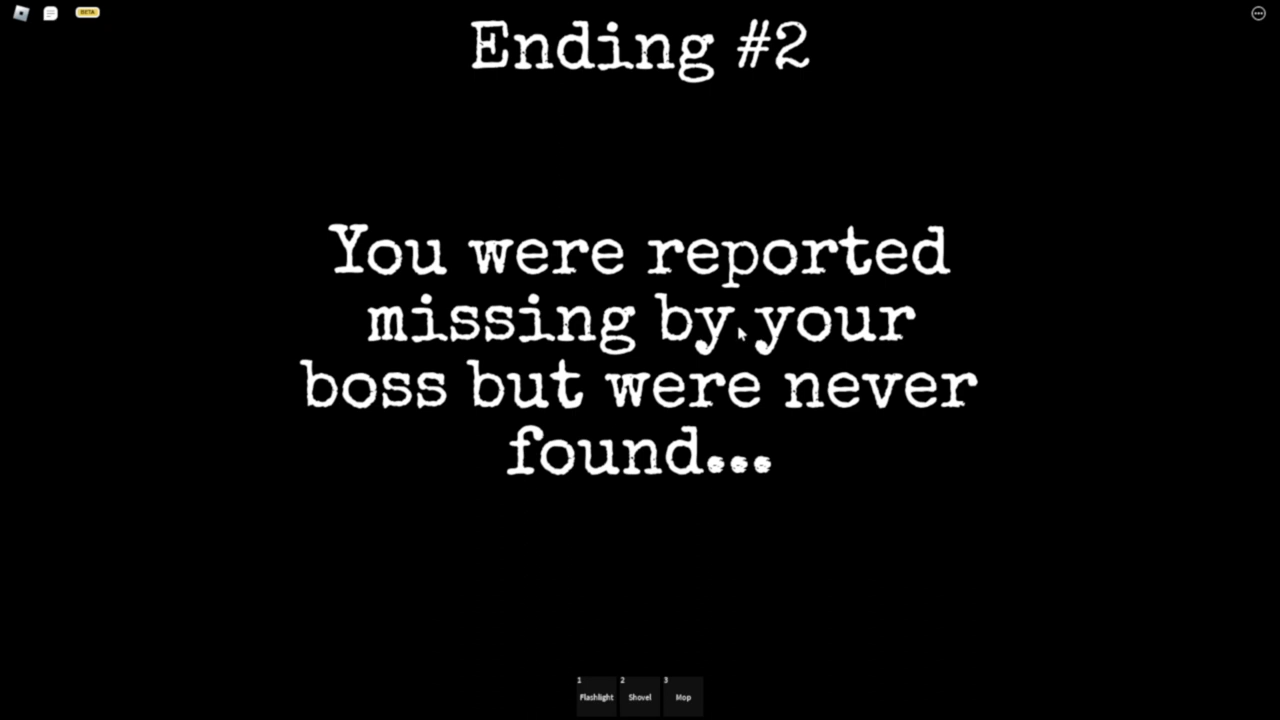 BETA
Ending #2
You were reported
missing by your
boss but were never
found...
1 2 3
Flashlight Shovel Mop